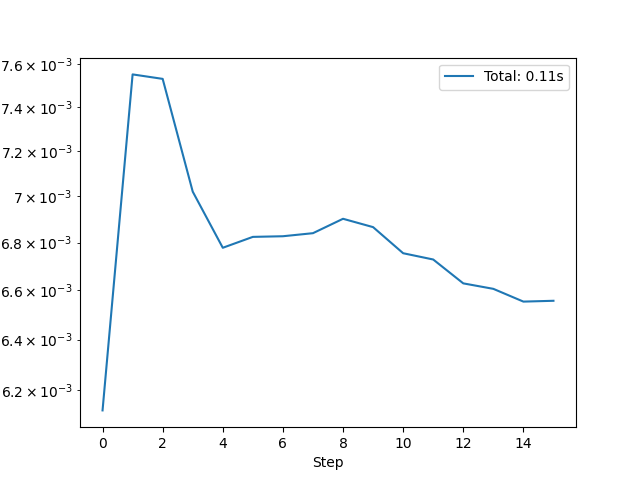 7.6 × 10⁻³
7.4 × 10⁻³
7.2 × 10⁻³
7 × 10⁻³
6.8 × 10⁻³
6.6 × 10⁻³
6.4 × 10⁻³
6.2 × 10⁻³
Total: 0.11s
0 2 4 6 8 10 12 14
Step